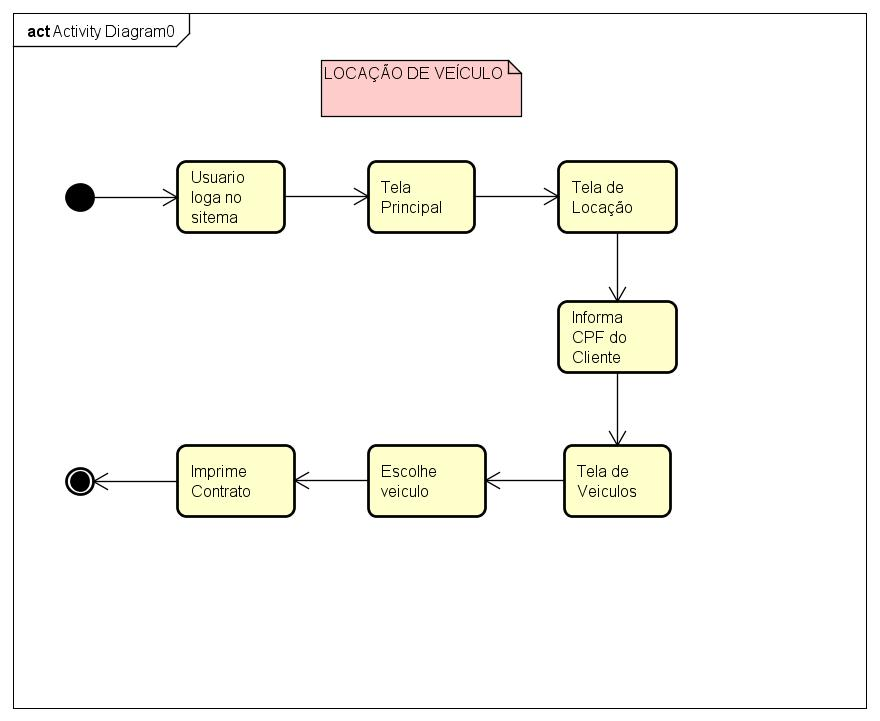 act Activity Diagram0
LOCAÇÃO DE VEÍCULO
Usuario
loga no
sitema
Tela
Principal
Tela de
Locação
Informa
CPF do
Cliente
Tela de
Veiculos
Escolhe
veiculo
Imprime
Contrato